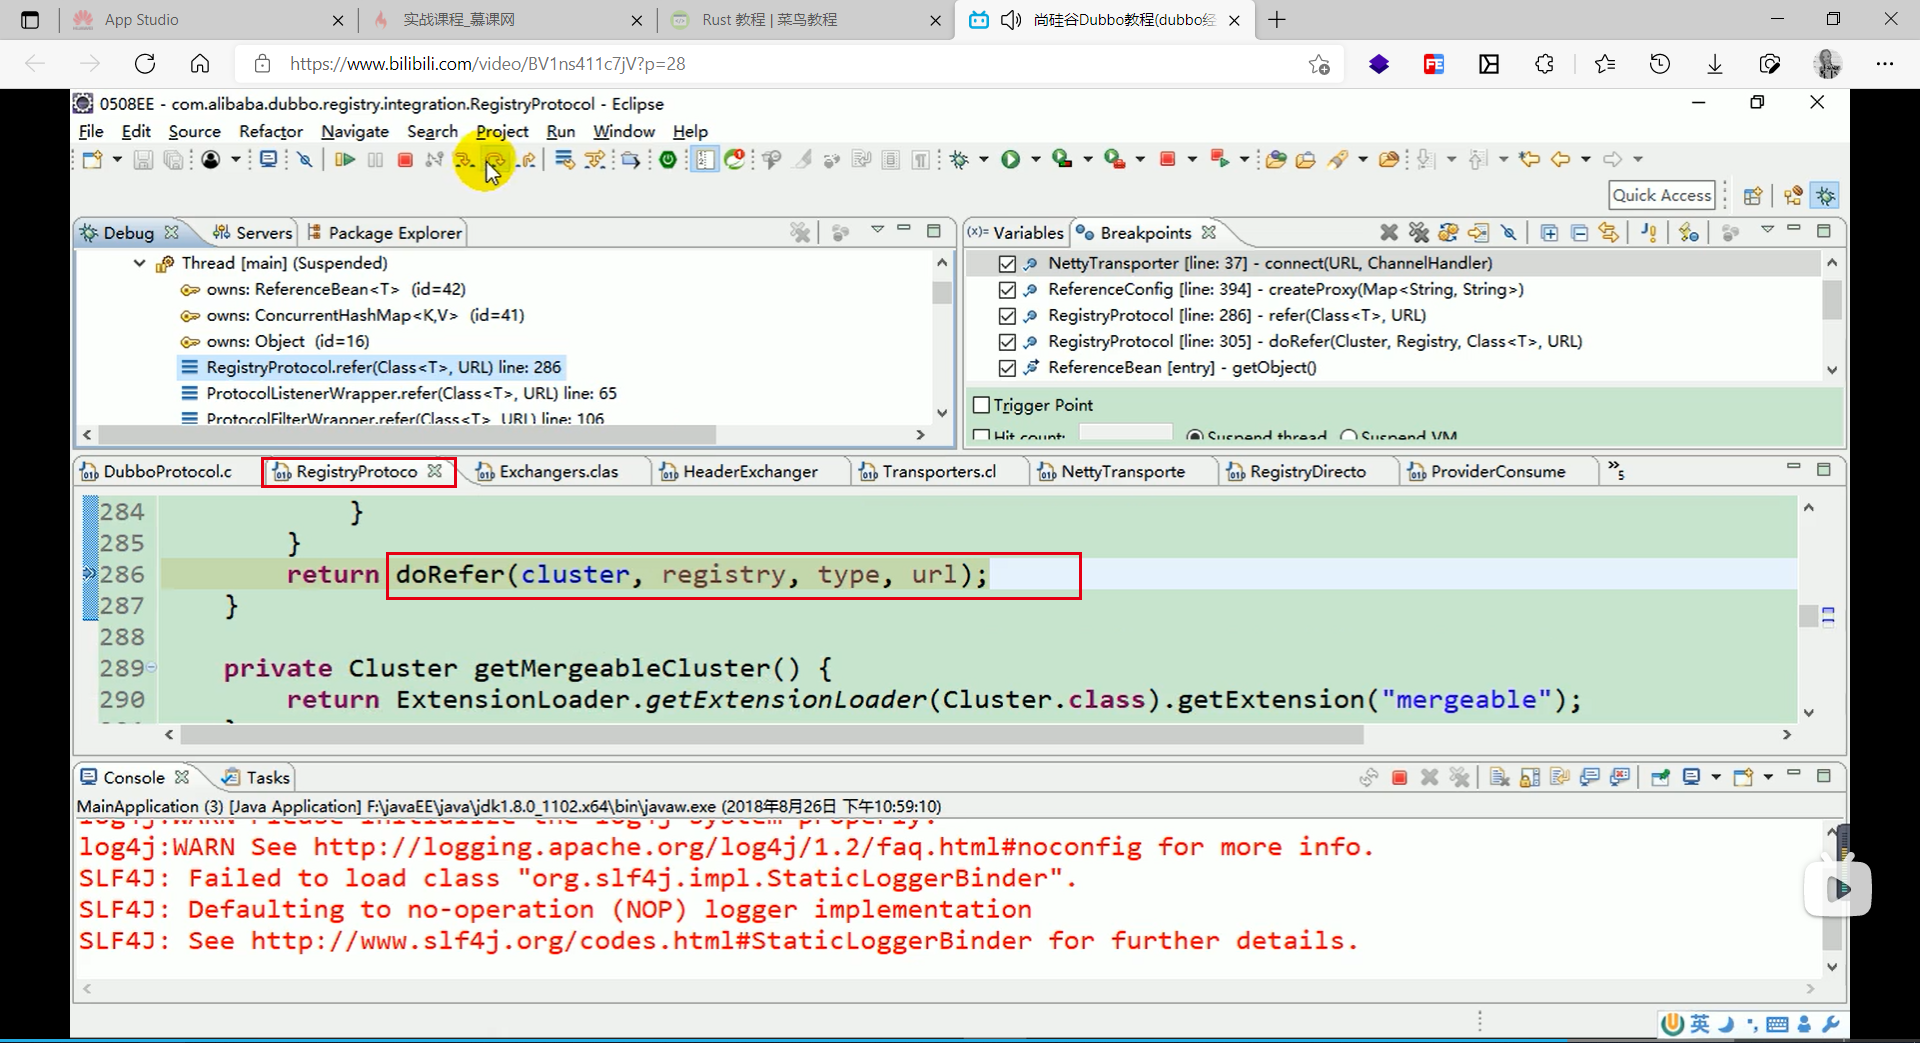 App Studio
实战课程_慕课网
Rust 教程 | 菜鸟教程
尚硅谷Dubbo教程(dubbo经
https://www.bilibili.com/video/BV1ns411c7jV?p=28
0508EE - com.alibaba.dubbo.registry.integration.RegistryProtocol - Eclipse
File Edit Source Refactor Navigate Search Project Run Window Help
Quick Access
Debug Servers Package Explorer
Thread [main] (Suspended)
owns: ReferenceBean<T> (id=42)
owns: ConcurrentHashMap<K,V> (id=41)
owns: Object (id=16)
RegistryProtocol.refer(Class<T>, URL) line: 286
ProtocolListenerWrapper.refer(Class<T>, URL) line: 65
ProtocolFilterWrapper.refer(Class<T>, URL) line: 106
(x)= Variables Breakpoints
NettyTransporter [line: 37] - connect(URL, ChannelHandler)
ReferenceConfig [line: 394] - createProxy(Map<String, String>)
RegistryProtocol [line: 286] - refer(Class<T>, URL)
RegistryProtocol [line: 305] - doRefer(Cluster, Registry, Class<T>, URL)
ReferenceBean [entry] - getObject()
Trigger Point
Hit count: Suspend thread Suspend VM
DubboProtocol.c RegistryProtoco Exchangers.clas HeaderExchanger Transporters.cl NettyTransporte RegistryDirecto ProviderConsume »5
284 }
285 }
286 return doRefer(cluster, registry, type, url);
287 }
288
289 private Cluster getMergeableCluster() {
290 return ExtensionLoader.getExtensionLoader(Cluster.class).getExtension("mergeable");
Console Tasks
MainApplication (3) [Java Application] F:\javaEE\java\jdk1.8.0_1102.x64\bin\javaw.exe (2018年8月26日 下午10:59:10)
log4j:WARN Please initialize the log4j system properly.
log4j:WARN See http://logging.apache.org/log4j/1.2/faq.html#noconfig for more info.
SLF4J: Failed to load class "org.slf4j.impl.StaticLoggerBinder".
SLF4J: Defaulting to no-operation (NOP) logger implementation
SLF4J: See http://www.slf4j.org/codes.html#StaticLoggerBinder for further details.
英